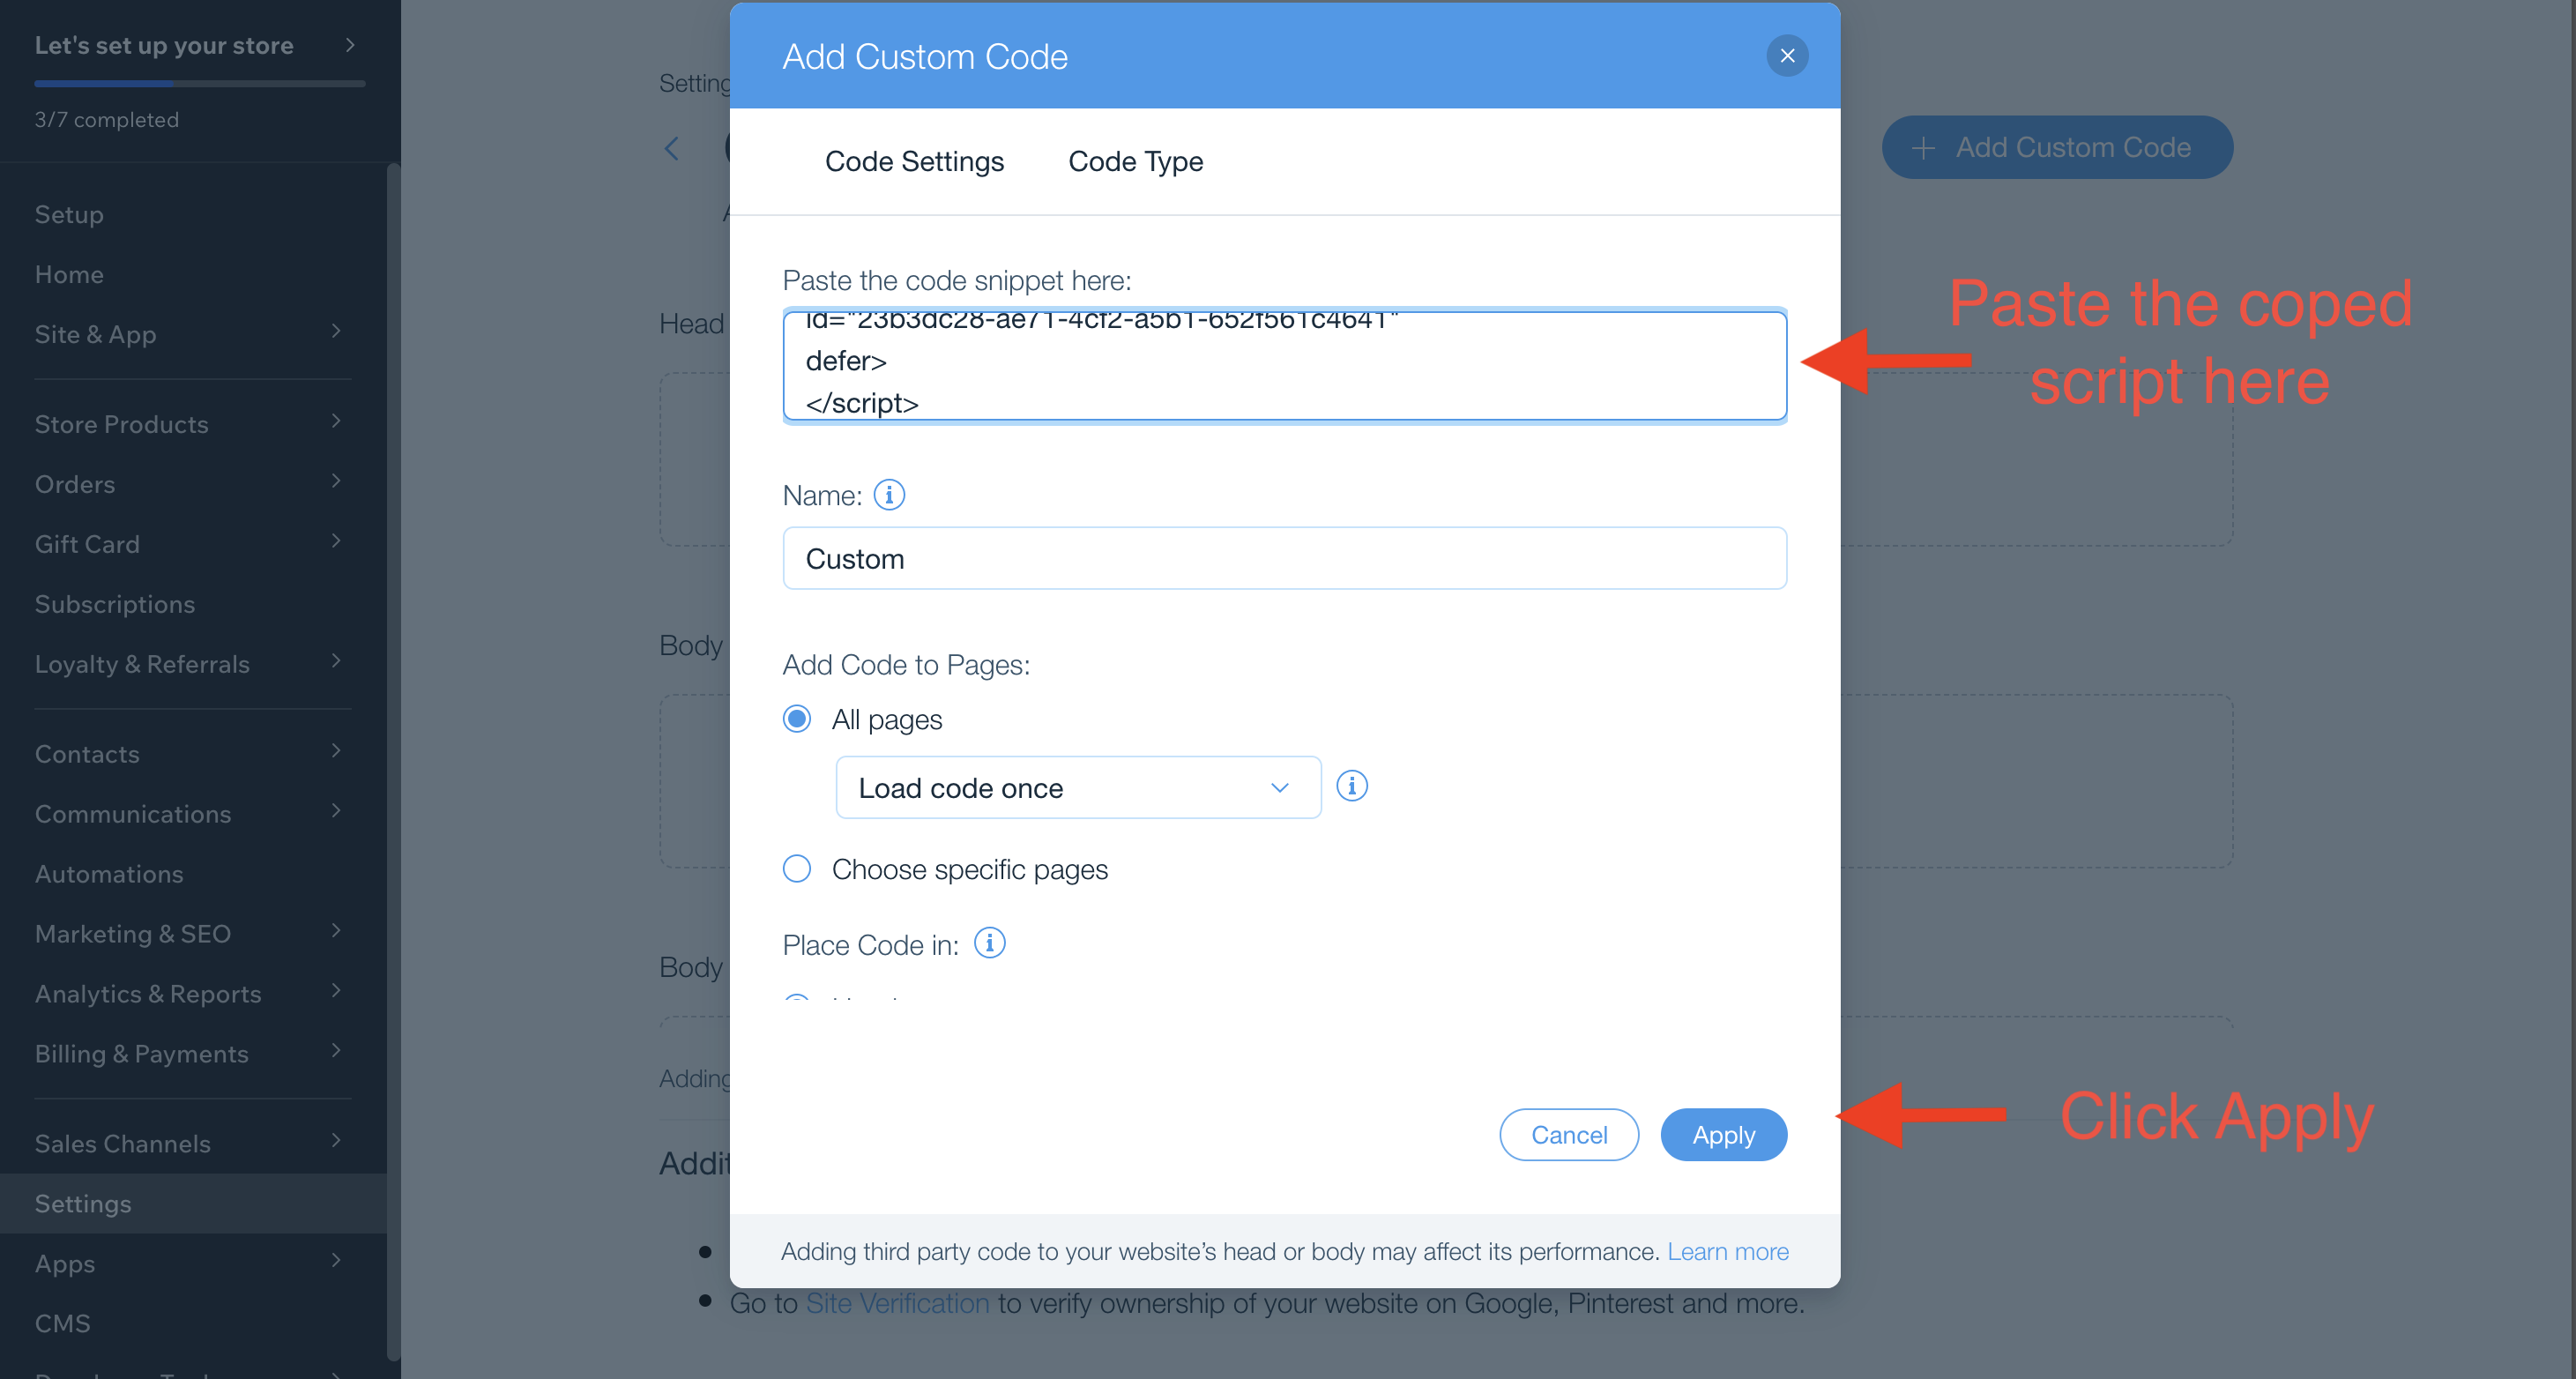 Let's set up your store
3/7 completed
Setup
Home
Site & App
Store Products
Orders
Gift Card
Subscriptions
Loyalty & Referrals
Contacts
Communications
Automations
Marketing & SEO
Analytics & Reports
Billing & Payments
Sales Channels
Settings
Apps
CMS
Setting
Add Custom Code
Head
Body
Body
Adding
Addit
Go to Site Verification to verify ownership of your website on Google, Pinterest and more.
Add Custom Code
Code Settings Code Type
Paste the code snippet here:
id="23b3dc28-ae71-4cf2-a5b1-652f561c4641"
defer>
</script>
Name:
Custom
Add Code to Pages:
All pages
Load code once
Choose specific pages
Place Code in:
Cancel Apply
Adding third party code to your website’s head or body may affect its performance. Learn more
Paste the coped
script here
Click Apply